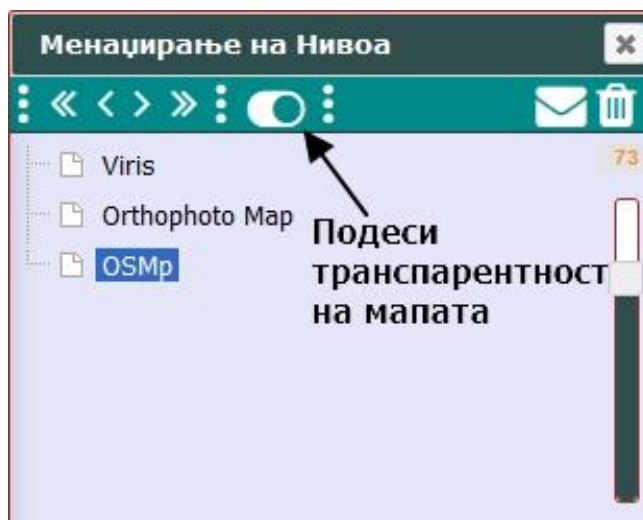 Менаџирање на Нивоа
Viris
73
Orthophoto Map
OSMp
Подеси
транспарентност
на мапата